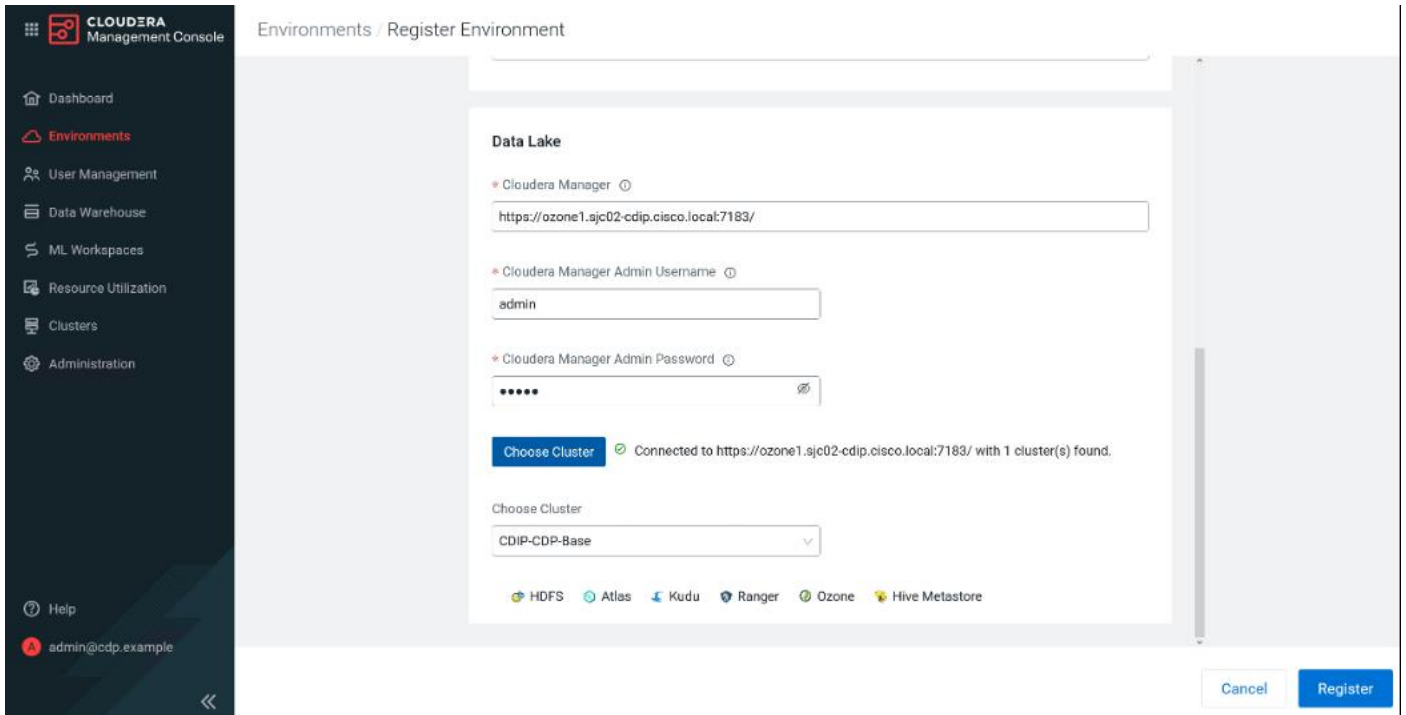 CLOUDERA
Management Console
Environments / Register Environment
Dashboard
Environments
User Management
Data Warehouse
ML Workspaces
Resource Utilization
Clusters
Administration
Help
A admin@cdp.example
Data Lake
* Cloudera Manager
https://ozone1.sjc02-cdip.cisco.local:7183/
* Cloudera Manager Admin Username
admin
* Cloudera Manager Admin Password
•••••
Choose Cluster Connected to https://ozone1.sjc02-cdip.cisco.local:7183/ with 1 cluster(s) found.
Choose Cluster
CDIP-CDP-Base
HDFS Atlas Kudu Ranger Ozone Hive Metastore
Cancel Register